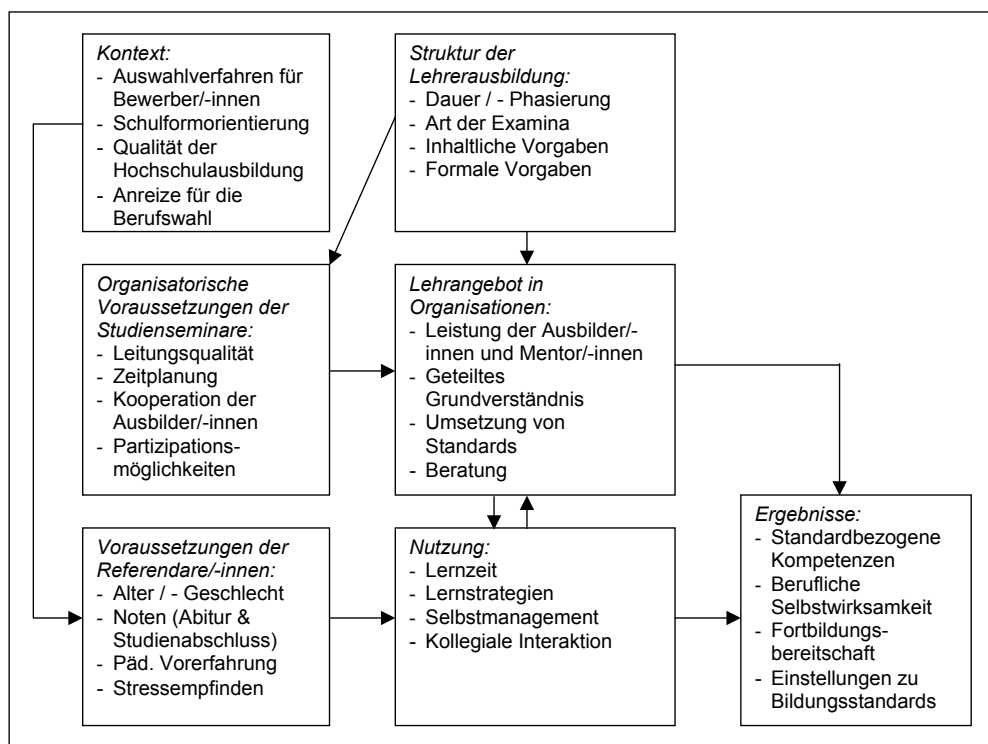 Kontext:
- Auswahlverfahren für
Bewerber/-innen
- Schulformorientierung
- Qualität der
Hochschulausbildung
- Anreize für die
Berufswahl
Struktur der
Lehrerausbildung:
- Dauer / - Phasierung
- Art der Examina
- Inhaltliche Vorgaben
- Formale Vorgaben
Organisatorische
Voraussetzungen der
Studienseminare:
- Leitungsqualität
- Zeitplanung
- Kooperation der
Ausbilder/-innen
- Partizipations-
möglichkeiten
Lehrangebot in
Organisationen:
- Leistung der Ausbilder/-
innen und Mentor/-innen
- Geteiltes
Grundverständnis
- Umsetzung von
Standards
- Beratung
Voraussetzungen der
Referendare/-innen:
- Alter / - Geschlecht
- Noten (Abitur &
Studienabschluss)
- Päd. Vorerfahrung
- Stressempfinden
Nutzung:
- Lernzeit
- Lernstrategien
- Selbstmanagement
- Kollegiale Interaktion
Ergebnisse:
- Standardbezogene
Kompetenzen
- Berufliche
Selbstwirksamkeit
- Fortbildungs-
bereitschaft
- Einstellungen zu
Bildungsstandards